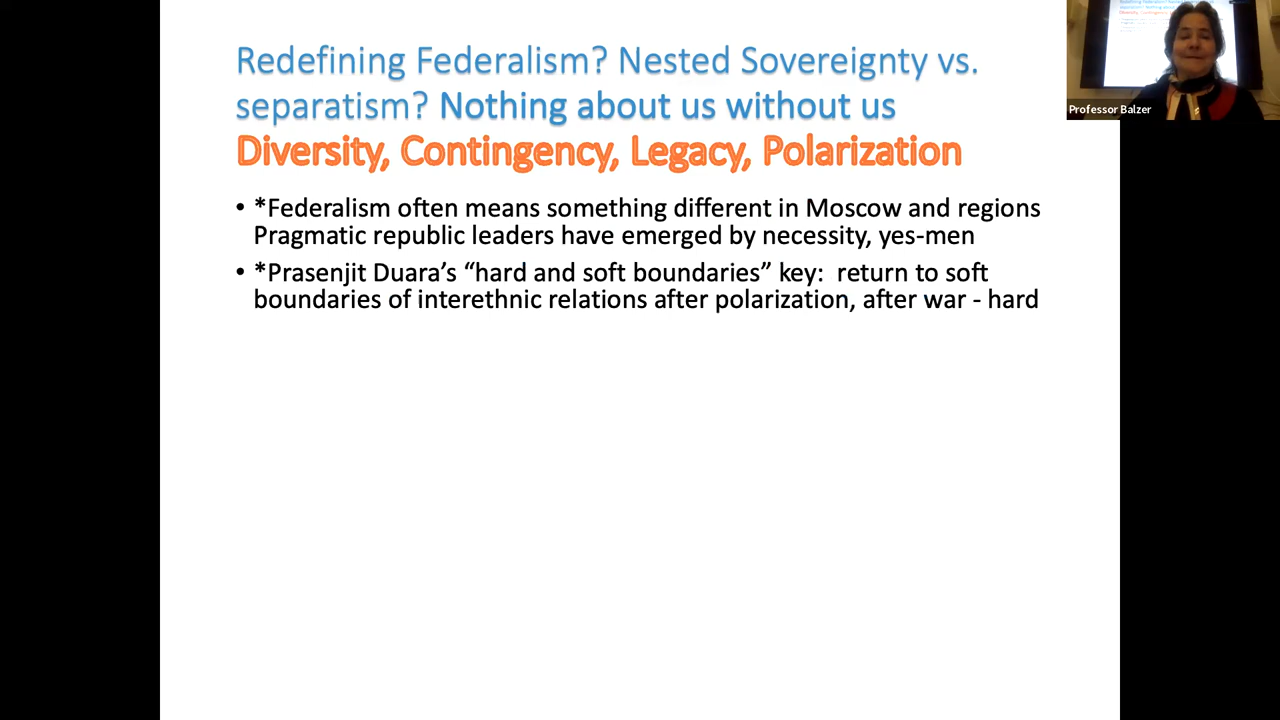 Redefining Federalism? Nested Sovereignty vs.
separatism? Nothing about us without us
Diversity, Contingency, Legacy, Polarization
• *Federalism often means something different in Moscow and regions
Pragmatic republic leaders have emerged by necessity, yes-men
• *Prasenjit Duara’s “hard and soft boundaries” key:  return to soft
boundaries of interethnic relations after polarization, after war - hard
Professor Balzer